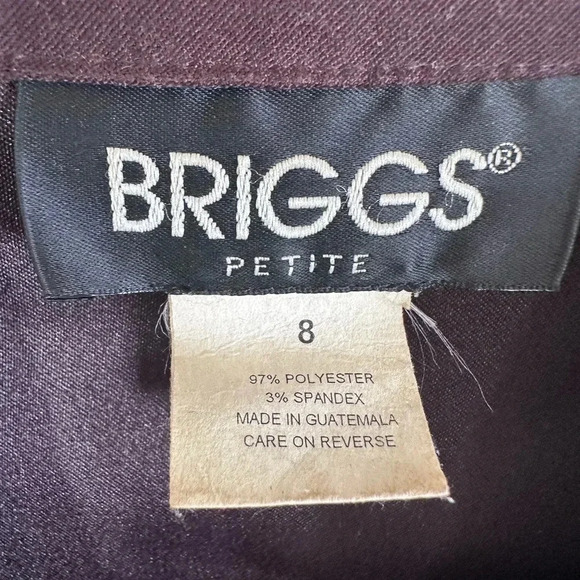 BRIGGS®
PETITE
8
97% POLYESTER
3% SPANDEX
MADE IN GUATEMALA
CARE ON REVERSE